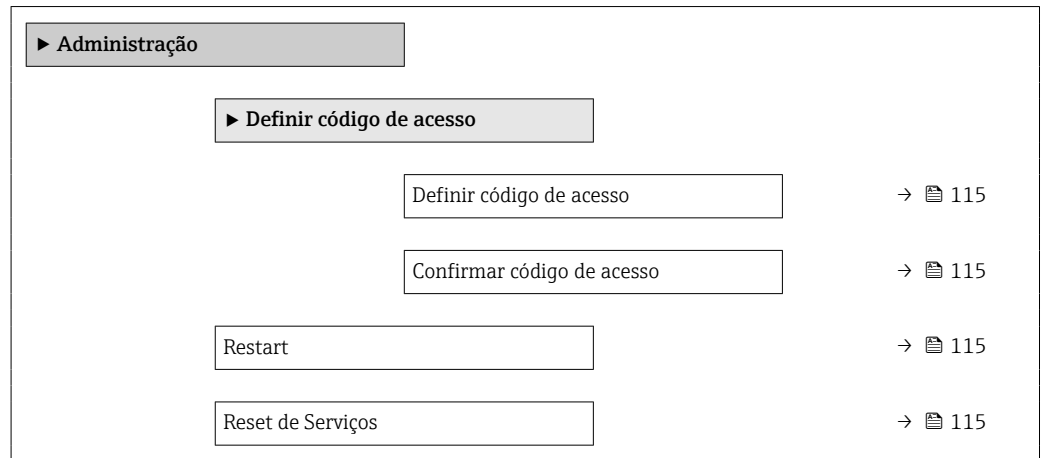 ▶ Administração
▶ Definir código de acesso
Definir código de acesso → 115
Confirmar código de acesso → 115
Restart → 115
Reset de Serviços → 115